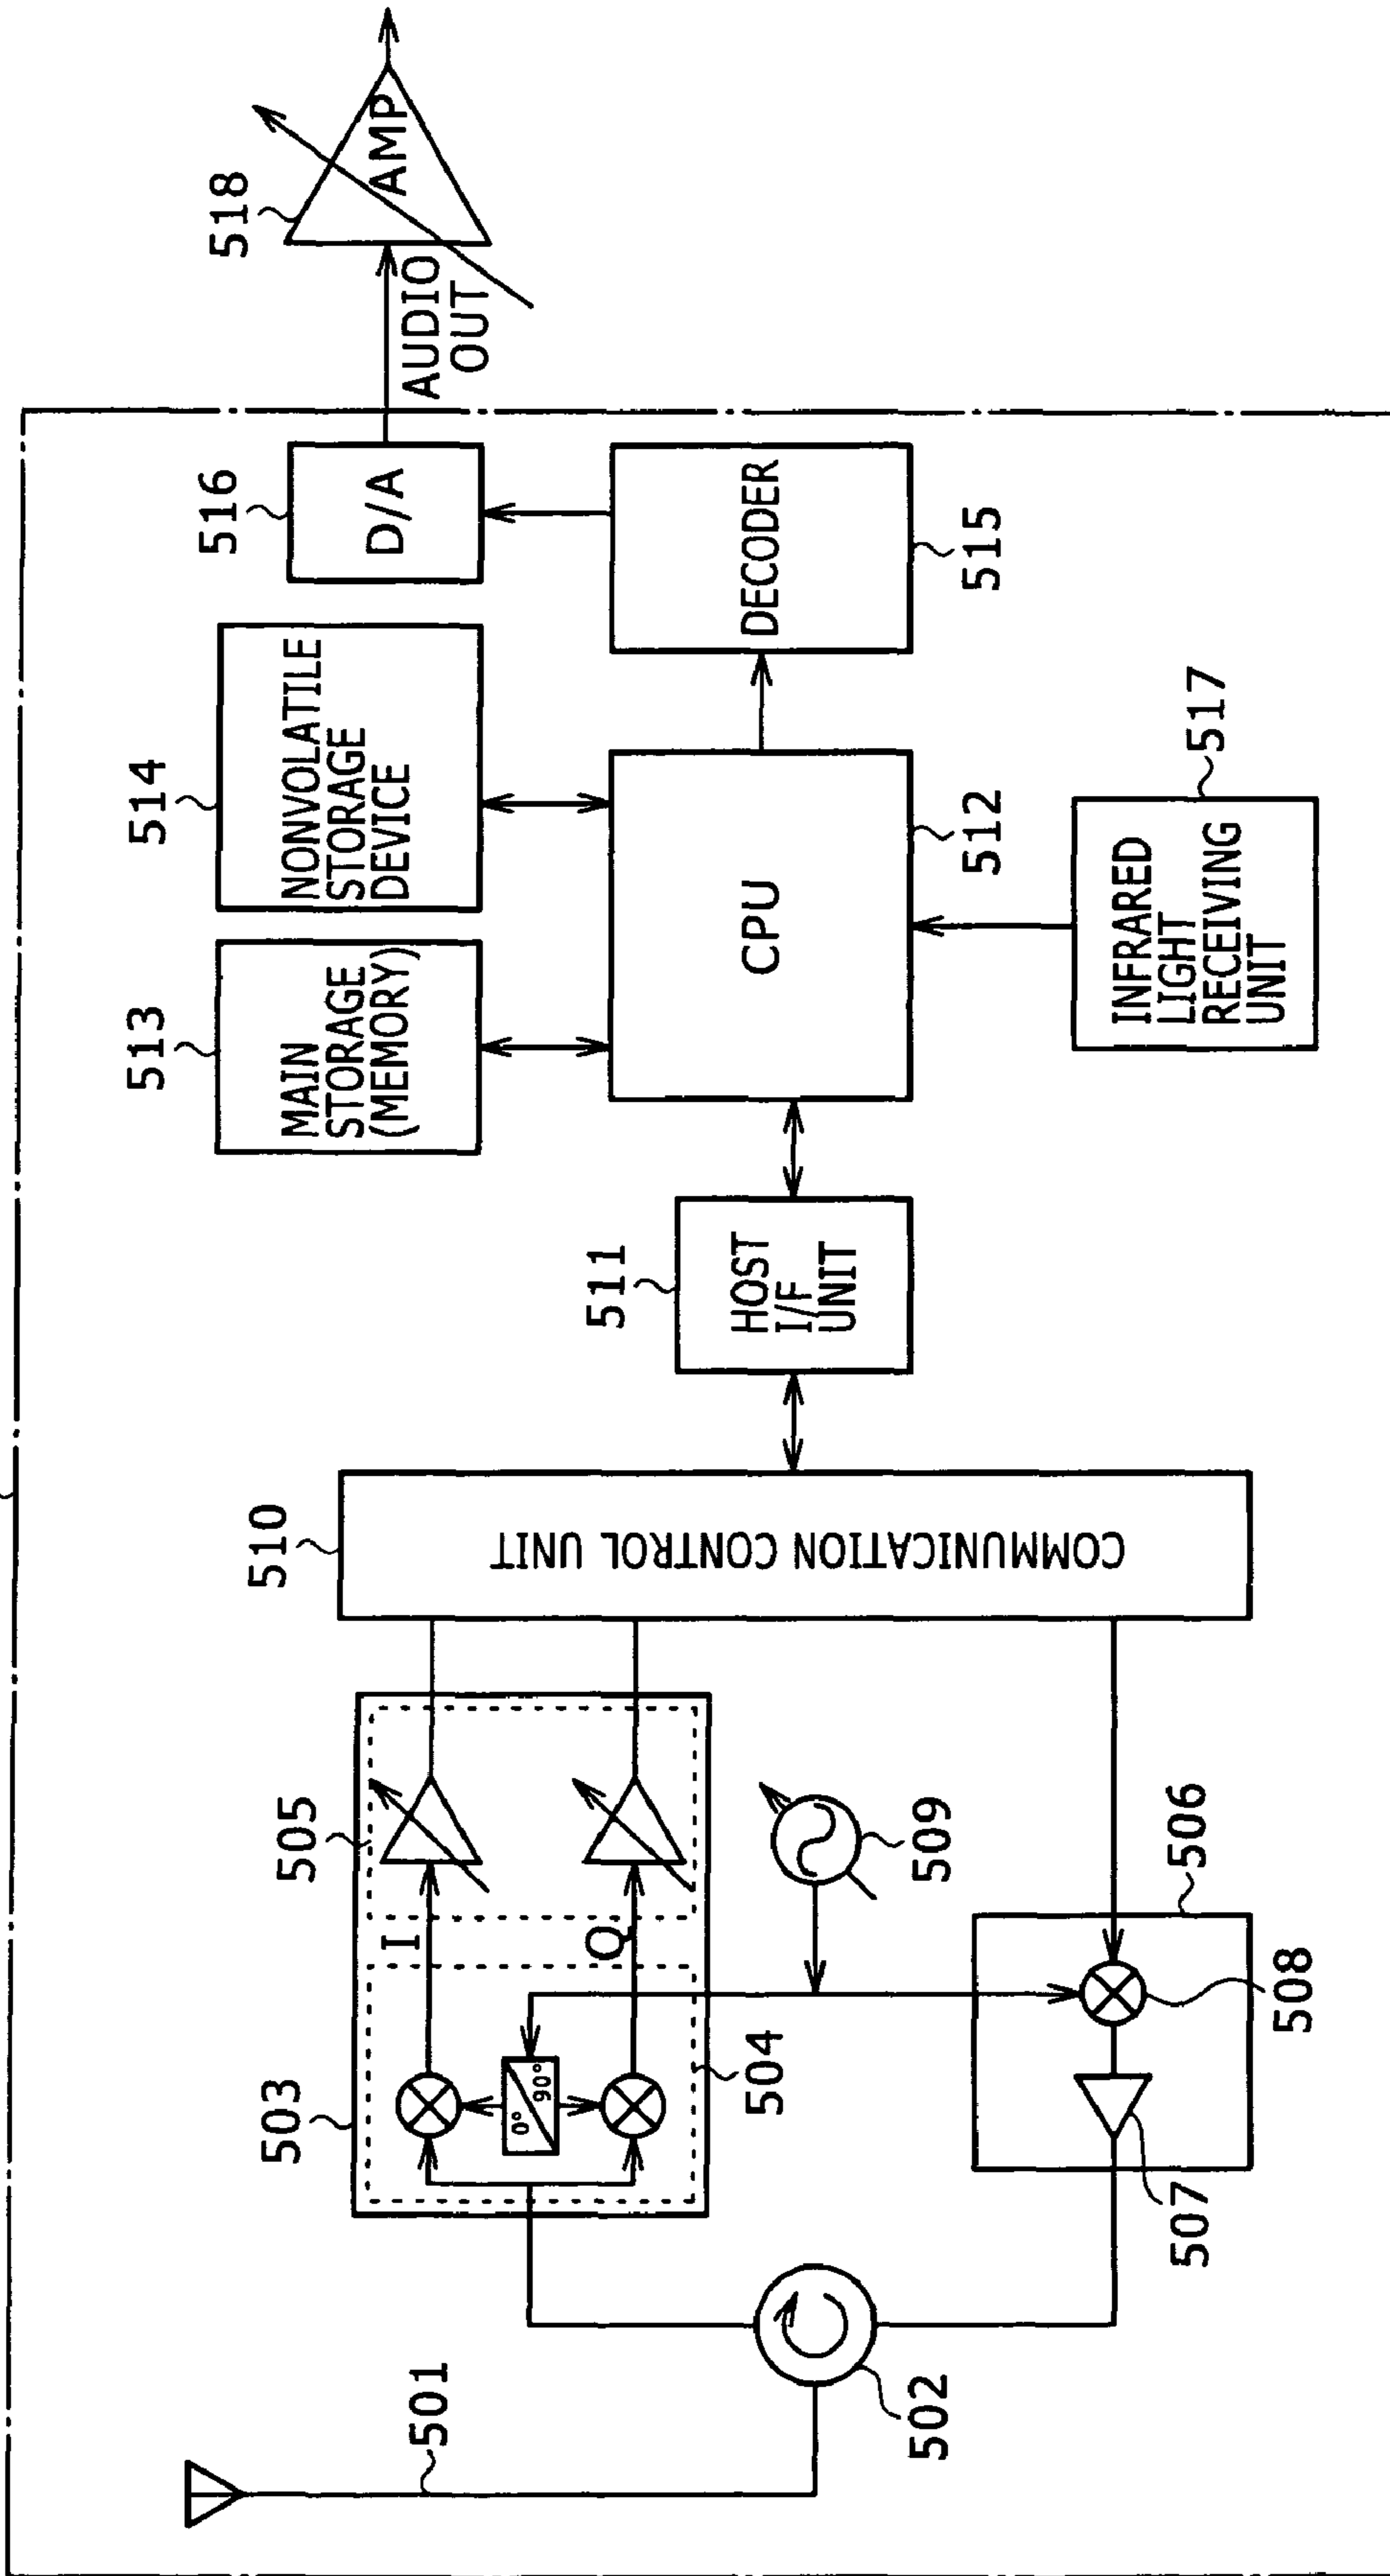 501
502
503
504
0°
90°
I
Q
505
506
507
508
509
510
COMMUNICATION CONTROL UNIT
511
HOST
I/F
UNIT
513
MAIN
STORAGE
(MEMORY)
514
NONVOLATILE
STORAGE
DEVICE
CPU
512
INFRARED
LIGHT
RECEIVING
UNIT
517
DECODER
515
516
D/A
AUDIO
OUT
518
AMP